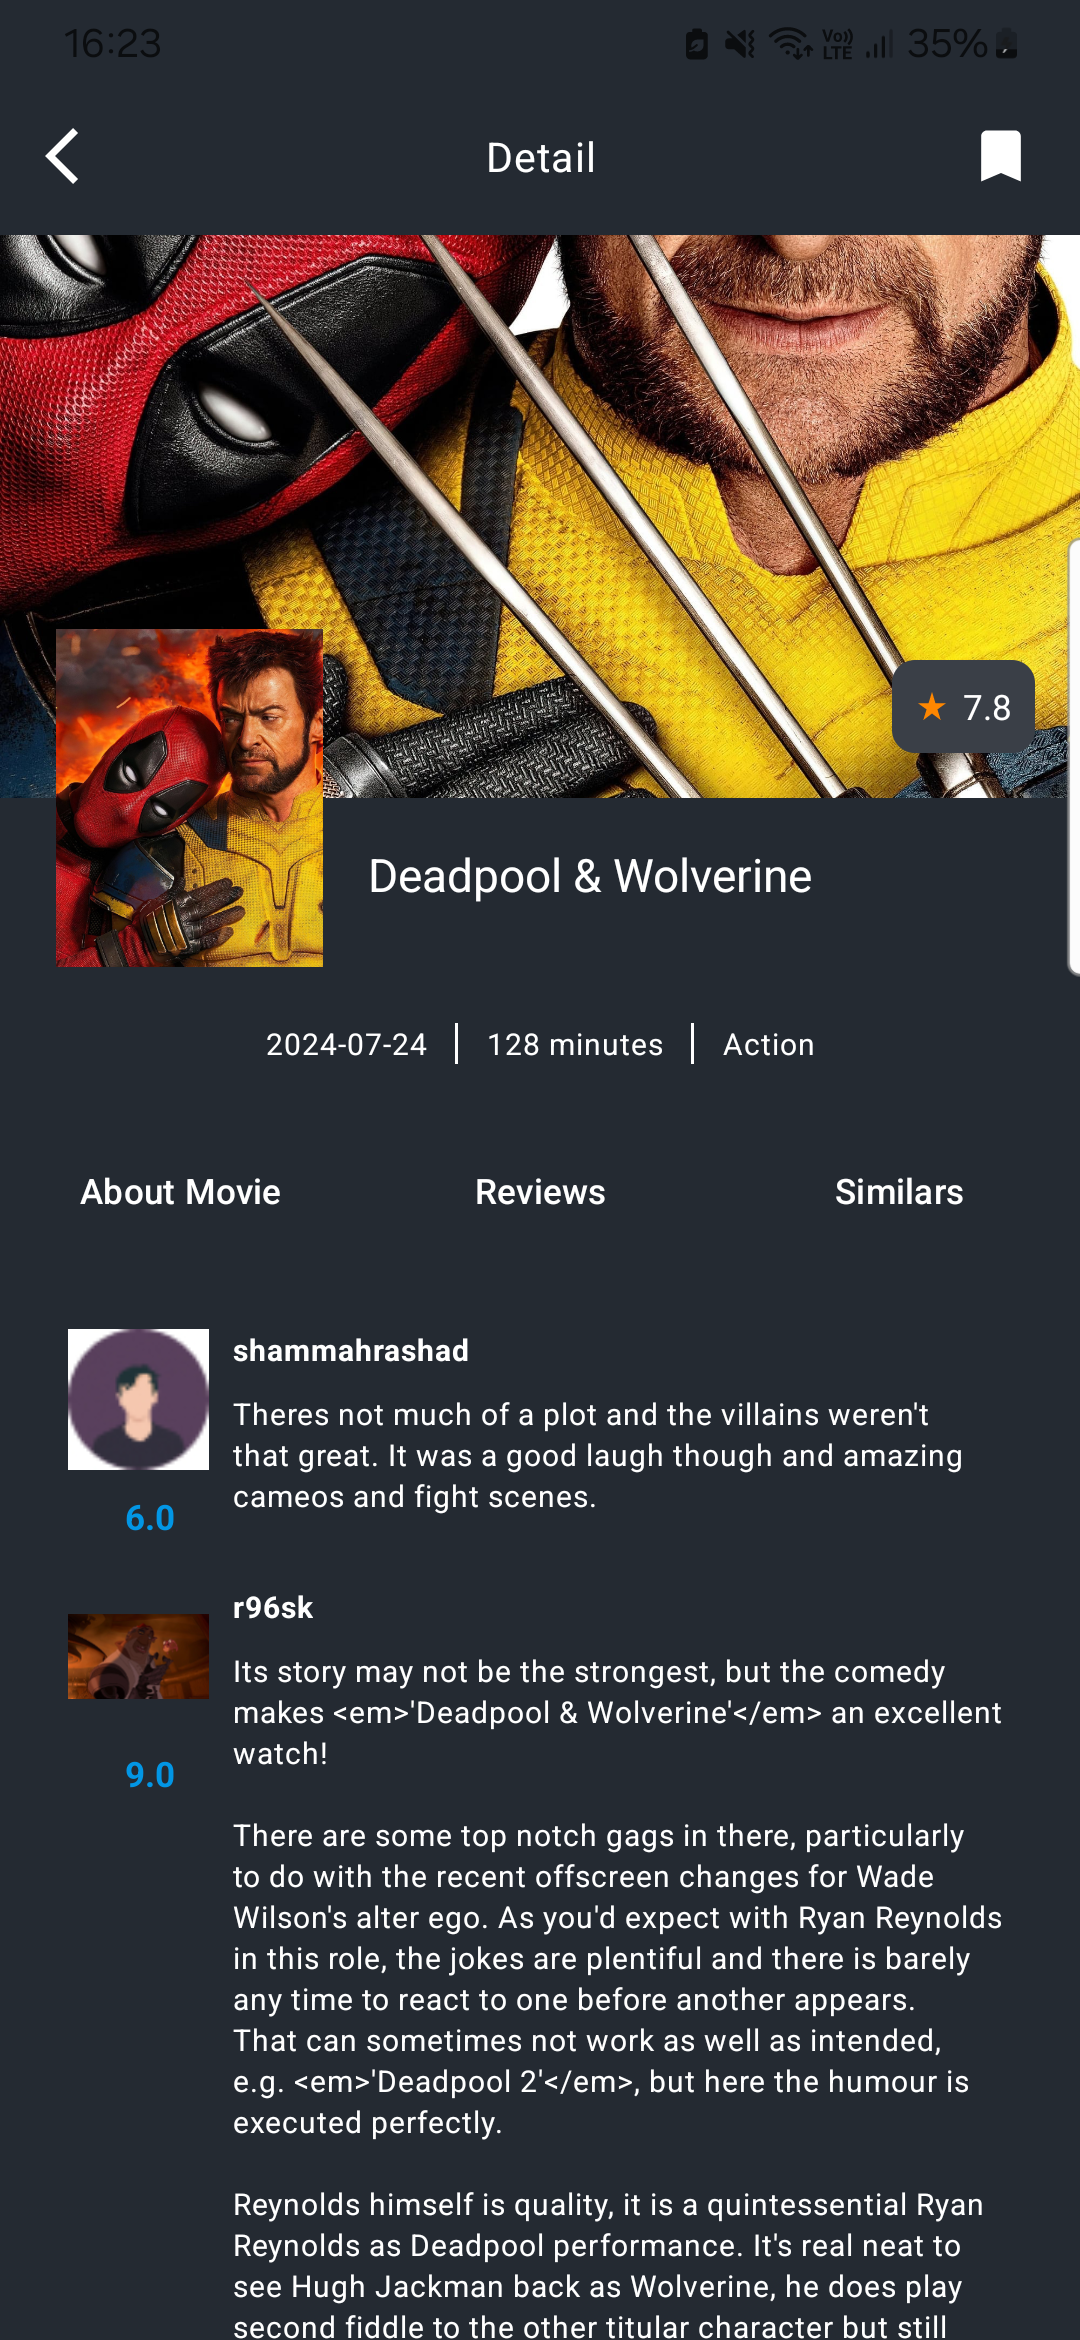 16:23
Vo))
LTE
35%
Detail
7.8
Deadpool & Wolverine
2024-07-24
128 minutes
Action
About Movie
Reviews
Similars
shammahrashad
Theres not much of a plot and the villains weren't
that great. It was a good laugh though and amazing
cameos and fight scenes.
6.0
r96sk
Its story may not be the strongest, but the comedy
makes <em>'Deadpool & Wolverine'</em> an excellent
watch!
9.0
There are some top notch gags in there, particularly
to do with the recent offscreen changes for Wade
Wilson's alter ego. As you'd expect with Ryan Reynolds
in this role, the jokes are plentiful and there is barely
any time to react to one before another appears.
That can sometimes not work as well as intended,
e.g. <em>'Deadpool 2'</em>, but here the humour is
executed perfectly.
Reynolds himself is quality, it is a quintessential Ryan
Reynolds as Deadpool performance. It's real neat to
see Hugh Jackman back as Wolverine, he does play
second fiddle to the other titular character but still